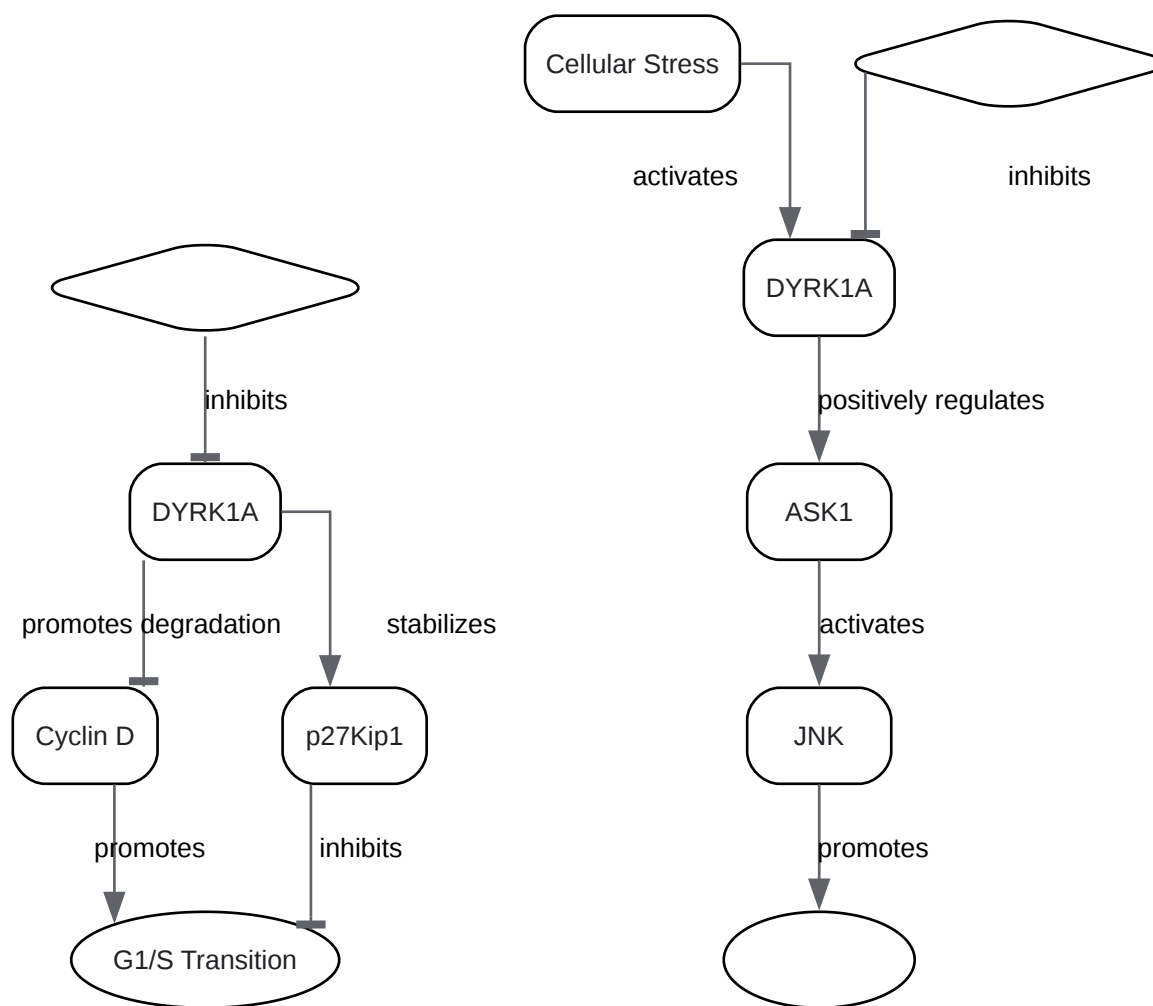 Cellular Stress
activates
inhibits
inhibits
DYRK1A
positively regulates
DYRK1A
ASK1
promotes degradation
stabilizes
activates
Cyclin D
p27Kip1
JNK
promotes
inhibits
promotes
G1/S Transition